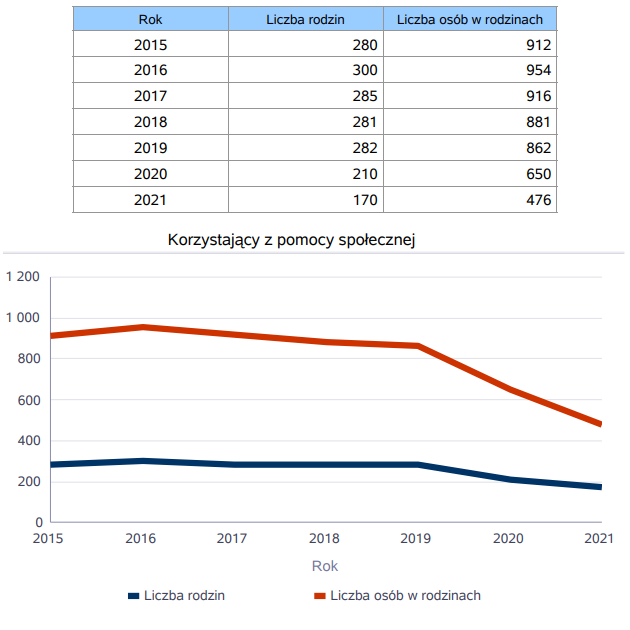 Rok Liczba rodzin Liczba osób w rodzinach
2015 280 912
2016 300 954
2017 285 916
2018 281 881
2019 282 862
2020 210 650
2021 170 476
Korzystający z pomocy społecznej
1 200
1 000
800
600
400
200
0
2015 2016 2017 2018 2019 2020 2021
Rok
Liczba rodzin Liczba osób w rodzinach